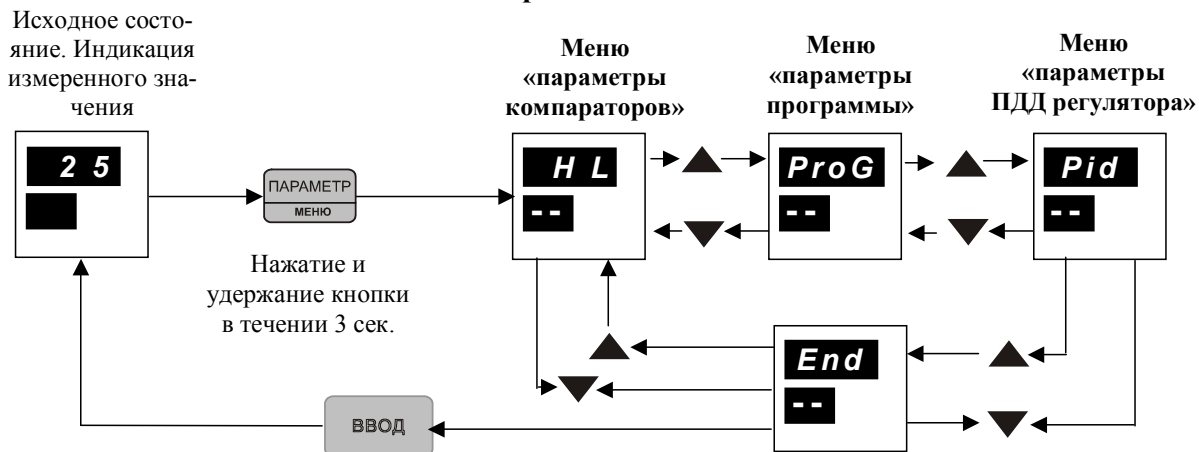 Исходное состо-
яние. Индикация
измеренного зна-
чения
Меню
«параметры
компараторов»
Меню
«параметры
программы»
Меню
«параметры
ПДД регулятора»
2 5
ПАРАМЕТР
МЕНЮ
H L
--
ProG
--
Pid
--
Нажатие и
удержание кнопки
в течении 3 сек.
End
--
ВВОД